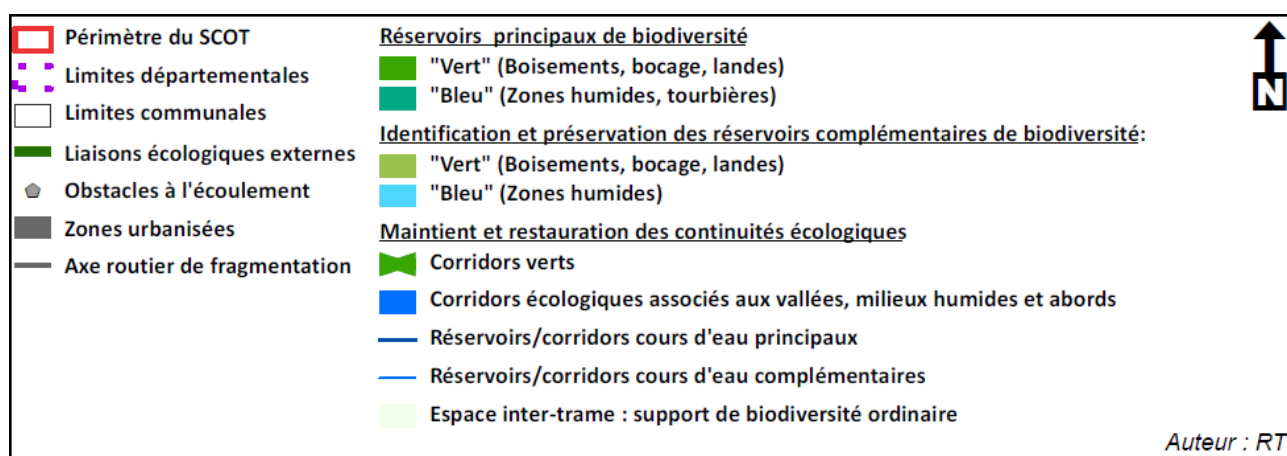 Périmètre du SCOT
Limites départementales
Limites communales
Liaisons écologiques externes
Obstacles à l'écoulement
Zones urbanisées
Axe routier de fragmentation
Réservoirs principaux de biodiversité
"Vert" (Boisements, bocage, landes)
"Bleu" (Zones humides, tourbières)
Identification et préservation des réservoirs complémentaires de biodiversité:
"Vert" (Boisements, bocage, landes)
"Bleu" (Zones humides)
Maintient et restauration des continuités écologiques
Corridors verts
Corridors écologiques associés aux vallées, milieux humides et abords
Réservoirs/corridors cours d'eau principaux
Réservoirs/corridors cours d'eau complémentaires
Espace inter-trame : support de biodiversité ordinaire
N
Auteur : RT